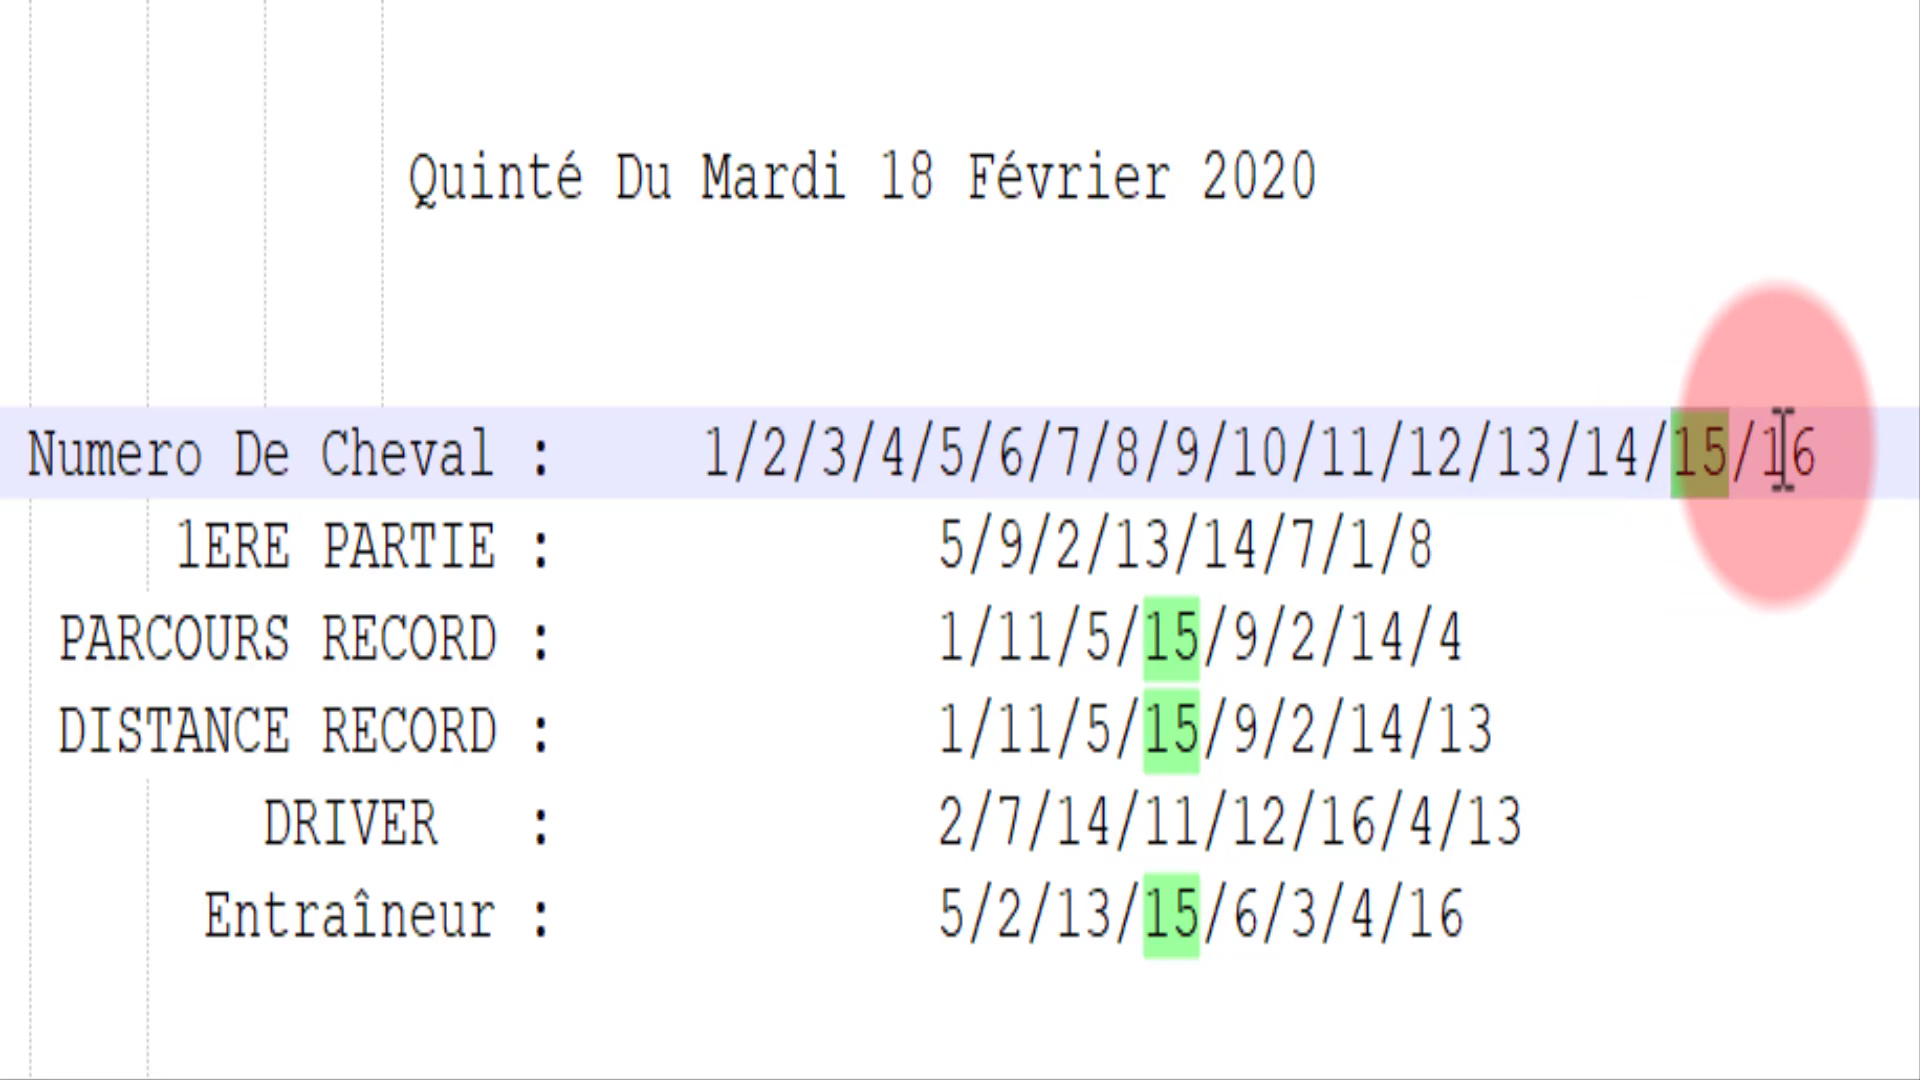 Quinté Du Mardi 18 Février 2020
Numero De Cheval : 1/2/3/4/5/6/7/8/9/10/11/12/13/14/15/16
1ERE PARTIE : 5/9/2/13/14/7/1/8
PARCOURS RECORD : 1/11/5/15/9/2/14/4
DISTANCE RECORD : 1/11/5/15/9/2/14/13
DRIVER : 2/7/14/11/12/16/4/13
Entraîneur : 5/2/13/15/6/3/4/16